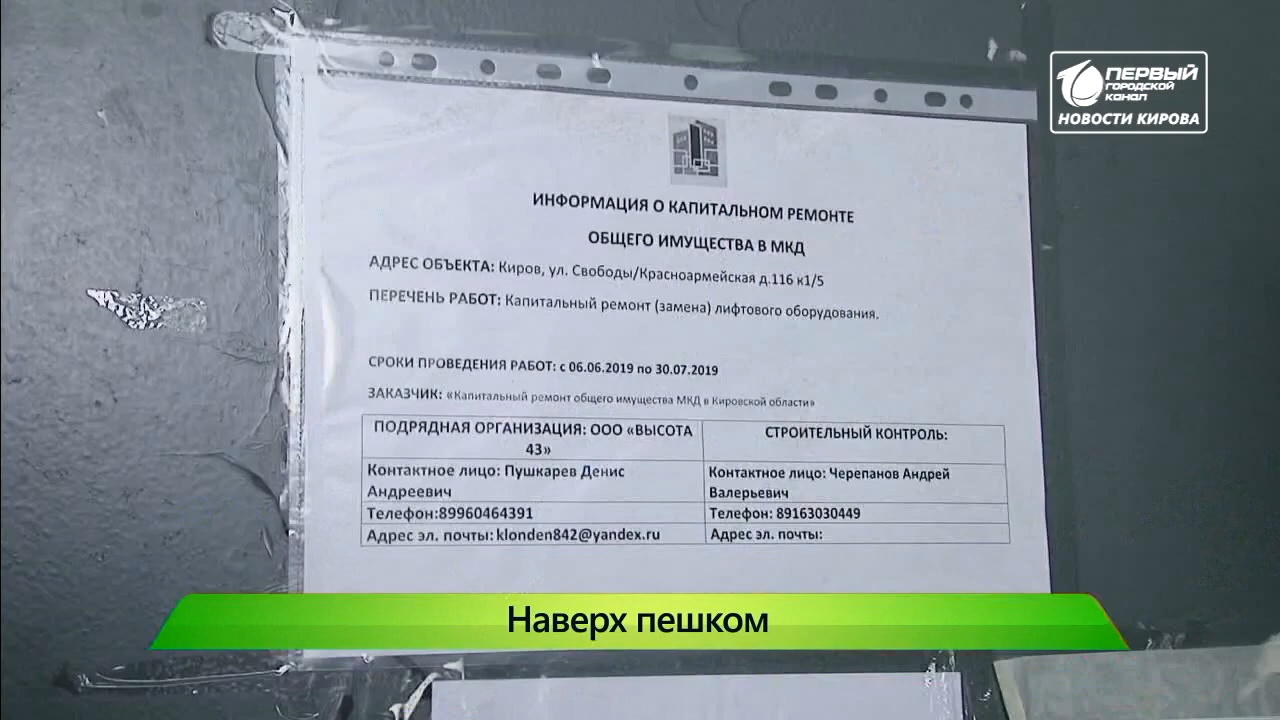 ПЕРВЫЙ
ГОРОДСКОЙ
КАНАЛ
НОВОСТИ КИРОВА
ИНФОРМАЦИЯ О КАПИТАЛЬНОМ РЕМОНТЕ
ОБЩЕГО ИМУЩЕСТВА В МКД
АДРЕС ОБЪЕКТА: Киров, ул. Свободы/Красноармейская д.116 к1/5
ПЕРЕЧЕНЬ РАБОТ: Капитальный ремонт (замена) лифтового оборудования.
СРОКИ ПРОВЕДЕНИЯ РАБОТ: с 06.06.2019 по 30.07.2019
ЗАКАЗЧИК: «Капитальный ремонт общего имущества МКД в Кировской области»
ПОДРЯДНАЯ ОРГАНИЗАЦИЯ: ООО «ВЫСОТА
43»
СТРОИТЕЛЬНЫЙ КОНТРОЛЬ:
Контактное лицо: Пушкарев Денис
Андреевич
Контактное лицо: Черепанов Андрей
Валерьевич
Телефон:89960464391
Телефон: 89163030449
Адрес эл. почты: klonden842@yandex.ru
Адрес эл. почты:
Наверх пешком